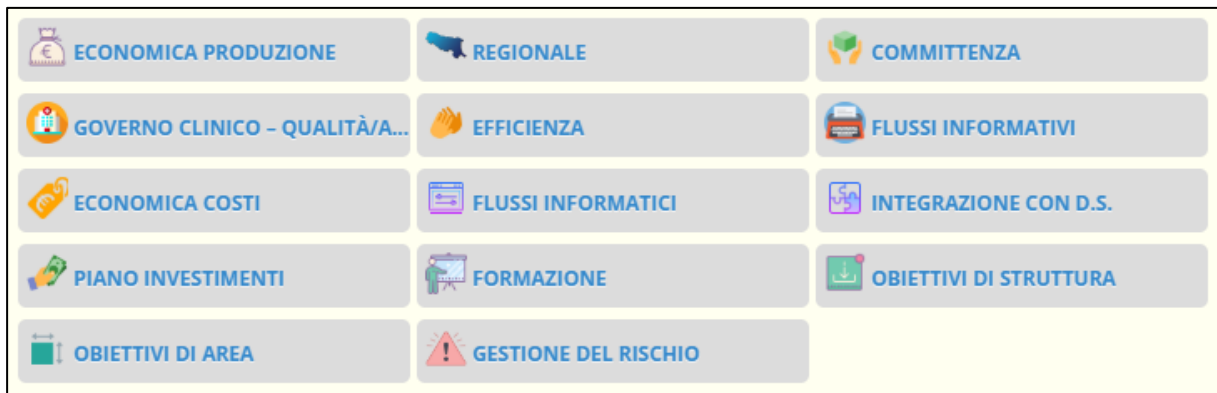 ECONOMICA PRODUZIONE
REGIONALE
COMMITTENZA
GOVERNO CLINICO – QUALITÀ/A...
EFFICIENZA
FLUSSI INFORMATIVI
ECONOMICA COSTI
FLUSSI INFORMATICI
INTEGRAZIONE CON D.S.
PIANO INVESTIMENTI
FORMAZIONE
OBIETTIVI DI STRUTTURA
OBIETTIVI DI AREA
GESTIONE DEL RISCHIO